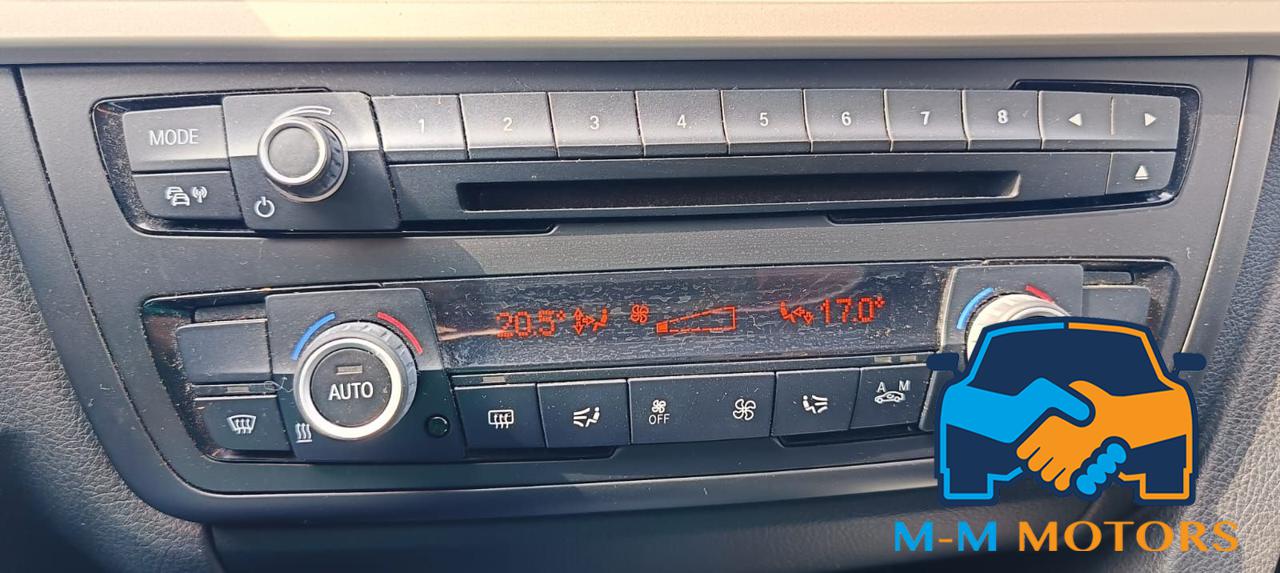 MODE
1 2 3 4 5 6 7 8
20.5° 17.0°
AUTO
OFF
A M
M-M MOTORS